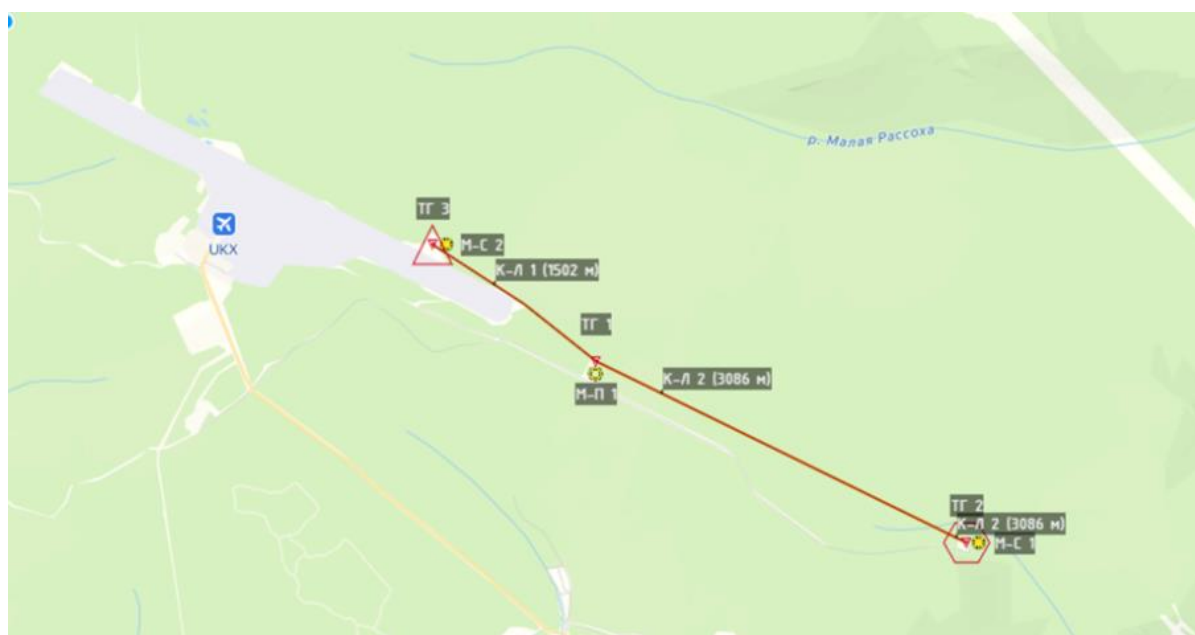 р. Малая Рассоха
ТГ 3
UKX
М-С 2
К-Л 1 (1502 м)
ТГ 1
К-Л 2 (3086 м)
М-П 1
ТГ 2
К-Л 2 (3086 м)
М-С 1